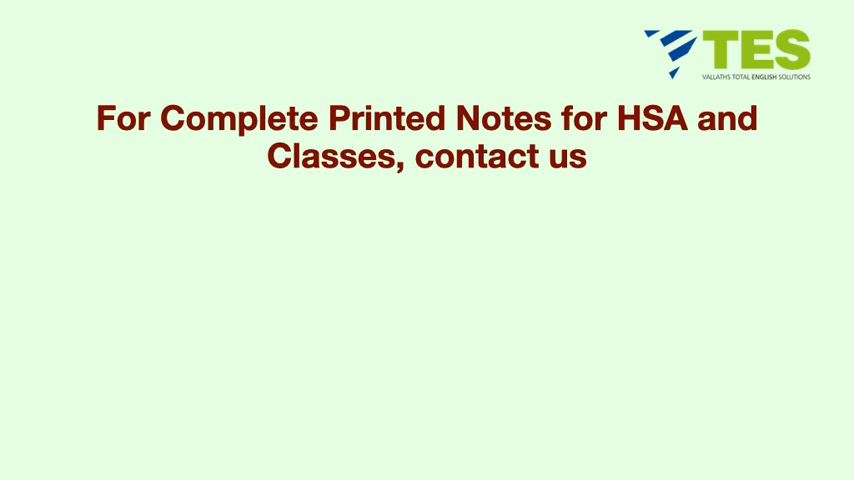 TES
VALLATHS TOTAL ENGLISH SOLUTIONS
For Complete Printed Notes for HSA and
Classes, contact us